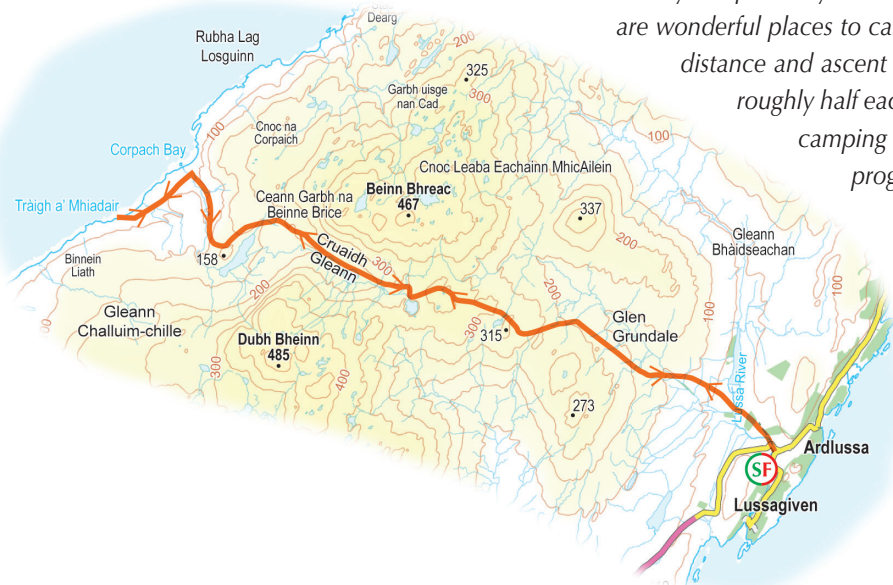 are wonderful places to ca
distance and ascent
roughly half eac
camping
prog
Dearg
200
Rubha Lag
Losguinn
325
Garbh uisge
nan Cad
300
100
Cnoc na
Corpaich
100
Corpach Bay
Cnoc Leaba Eachainn MhicAilein
Ceann Garbh na
Beinne Brice
Beinn Bhreac
467
Tràigh a' Mhiadair
337
200
Gleann
Bhàidseachan
158
Cruaidh
Gleann
300
Binnein
Liath
100
200
200
Gleann
Challuim-chille
300
315
Glen
Grundale
100
Dubh Bheinn
485
300
400
273
Lussa River
Ardlussa
SF
Lussagiven